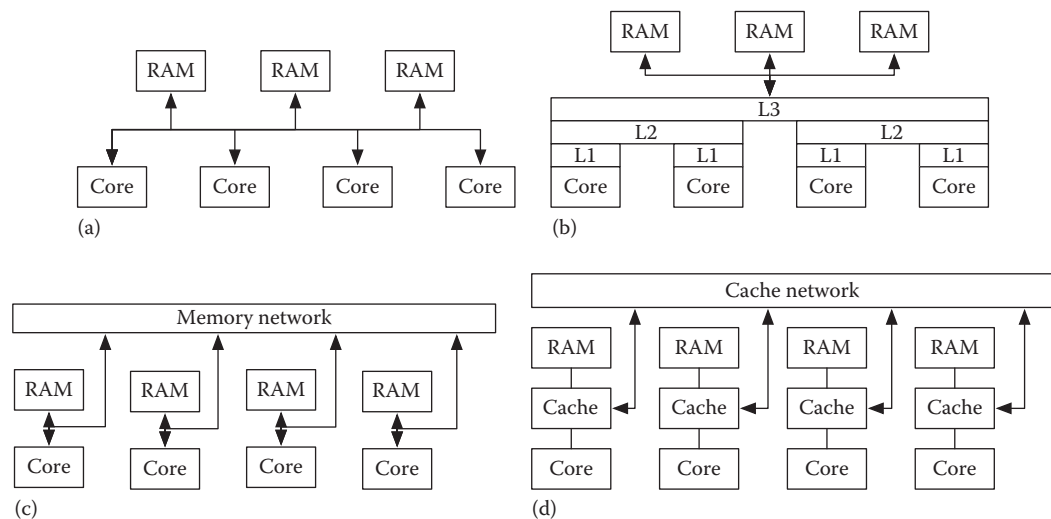 RAM RAM RAM
Core Core Core Core
(a)
RAM RAM RAM
L3
L2 L2
L1 L1 L1 L1
Core Core Core Core
(b)
Memory network
RAM RAM RAM RAM
Core Core Core Core
(c)
Cache network
RAM RAM RAM RAM
Cache Cache Cache Cache
Core Core Core Core
(d)